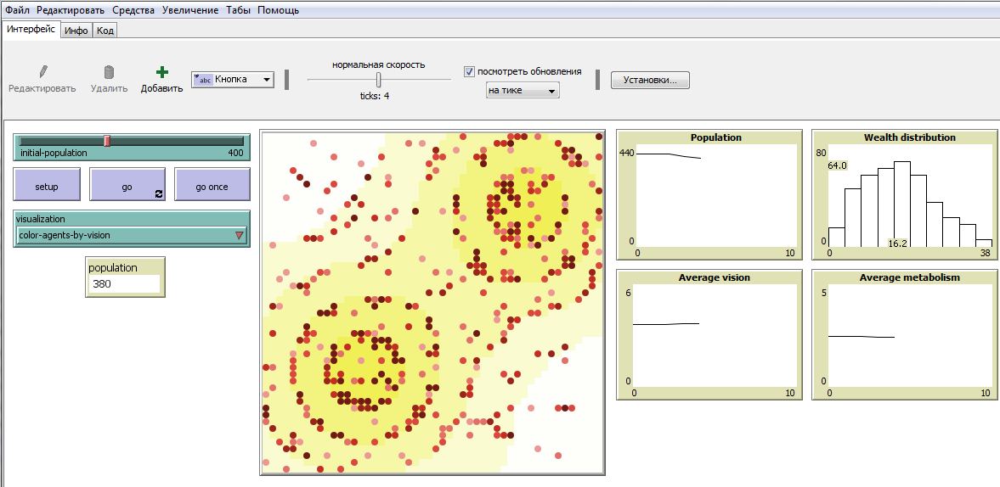 Файл Редактировать Средства Увеличение Табы Помощь
Интерфейс Инфо Код
нормальная скорость
посмотреть обновления
Редактировать Удалить Добавить abc Кнопка
ticks: 4
на тике
Установки...
initial-population 400
setup go go once
visualization
color-agents-by-vision
population
380
Population
440
0
0 10
Wealth distribution
80
64.0
0
16.2
0 38
Average vision
6
0
0 10
Average metabolism
5
0
0 10